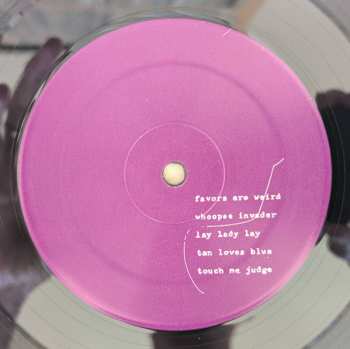 favors are weird
whoopee invader
lay lady lay
tan loves blue
touch me judge